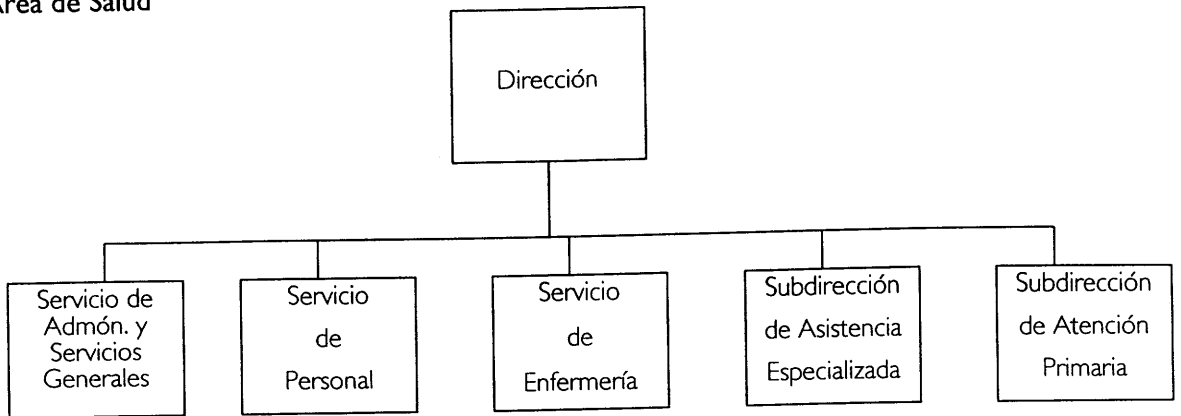 Área de Salud
Dirección
Servicio de
Admón. y
Servicios
Generales
Servicio
de
Personal
Servicio
de
Enfermería
Subdirección
de Asistencia
Especializada
Subdirección
de Atención
Primaria